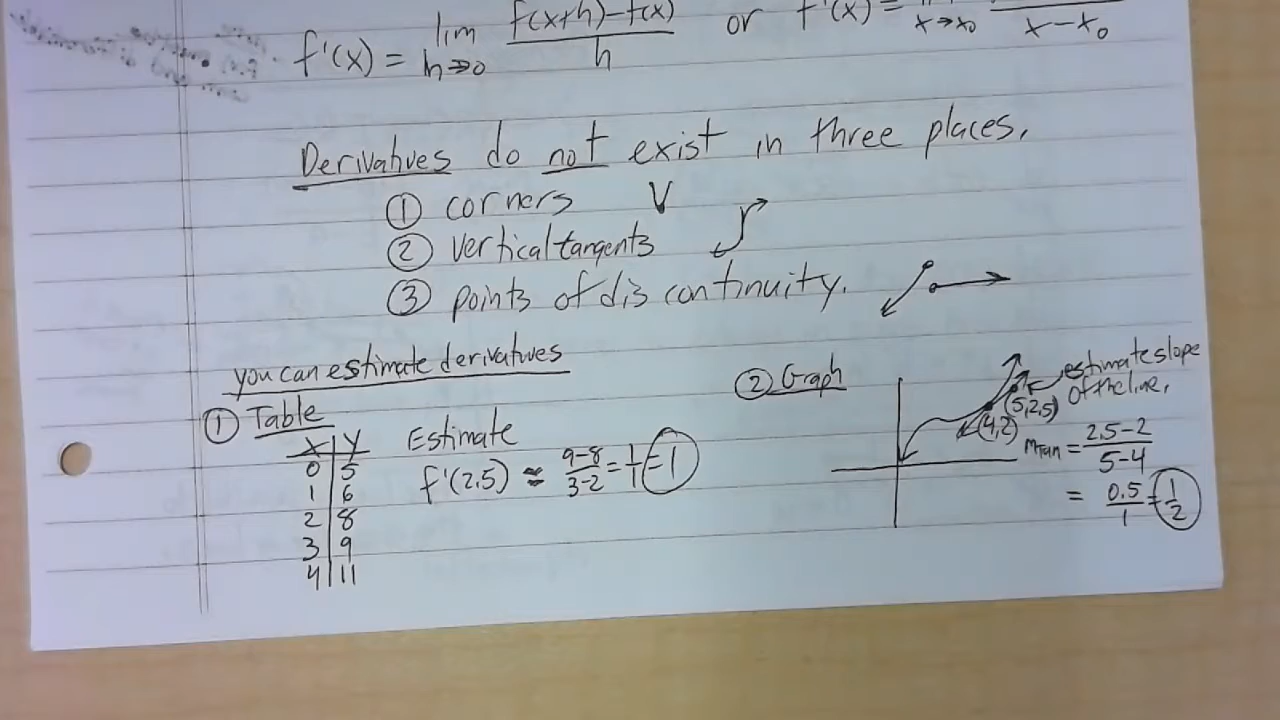 f'(x) = lim h→0 f(x+h)-f(x) / h or f'(x) = x→x₀ / x-x₀
Derivatives do not exist in three places.
① corners
② vertical tangents
③ points of discontinuity.
you can estimate derivatives
① Table
x | y
0 | 5
1 | 6
2 | 8
3 | 9
4 | 11
Estimate
f'(2.5) ≈ 9-8 / 3-2 = 1/1 = 1
② Graph
estimate slope
of the line.
(5,2.5)
(4,2)
mTan = 2.5-2 / 5-4
= 0.5/1 = 1/2